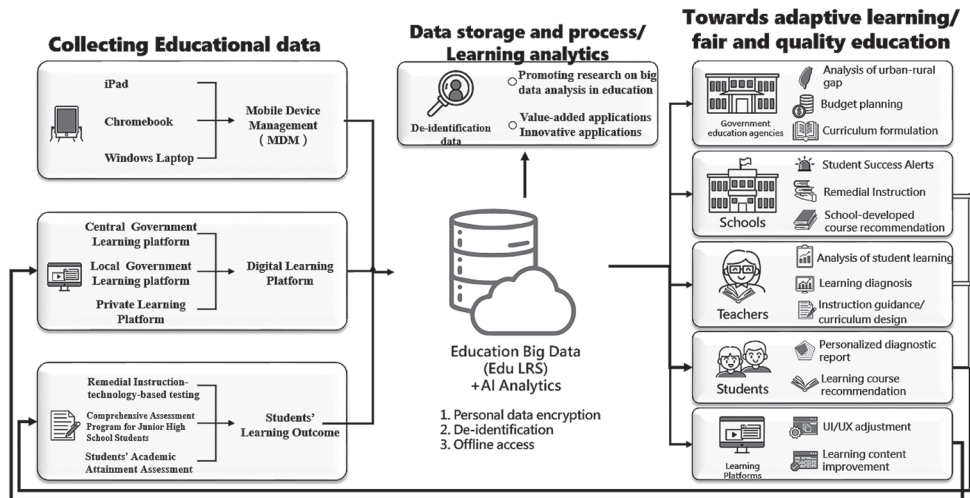 Collecting Educational data
iPad
Chromebook
Windows Laptop
Mobile Device
Management
( MDM )
Central Government
Learning platform
Local Government
Learning platform
Private Learning
Platform
Digital Learning
Platform
Remedial Instruction-
technology-based testing
Comprehensive Assessment
Program for Junior High
School Students
Students' Academic
Attainment Assessment
Students'
Learning Outcome
Data storage and process/
Learning analytics
De-identification
data
Promoting research on big
data analysis in education
Value-added applications
Innovative applications
Education Big Data
(Edu LRS)
+AI Analytics
1. Personal data encryption
2. De-identification
3. Offline access
Towards adaptive learning/
fair and quality education
Government
education agencies
Analysis of urban-rural
gap
Budget planning
Curriculum formulation
Schools
Student Success Alerts
Remedial Instruction
School-developed
course recommendation
Teachers
Analysis of student learning
Learning diagnosis
Instruction guidance/
curriculum design
Students
Personalized diagnostic
report
Learning course
recommendation
Learning
Platforms
UI/UX adjustment
Learning content
improvement